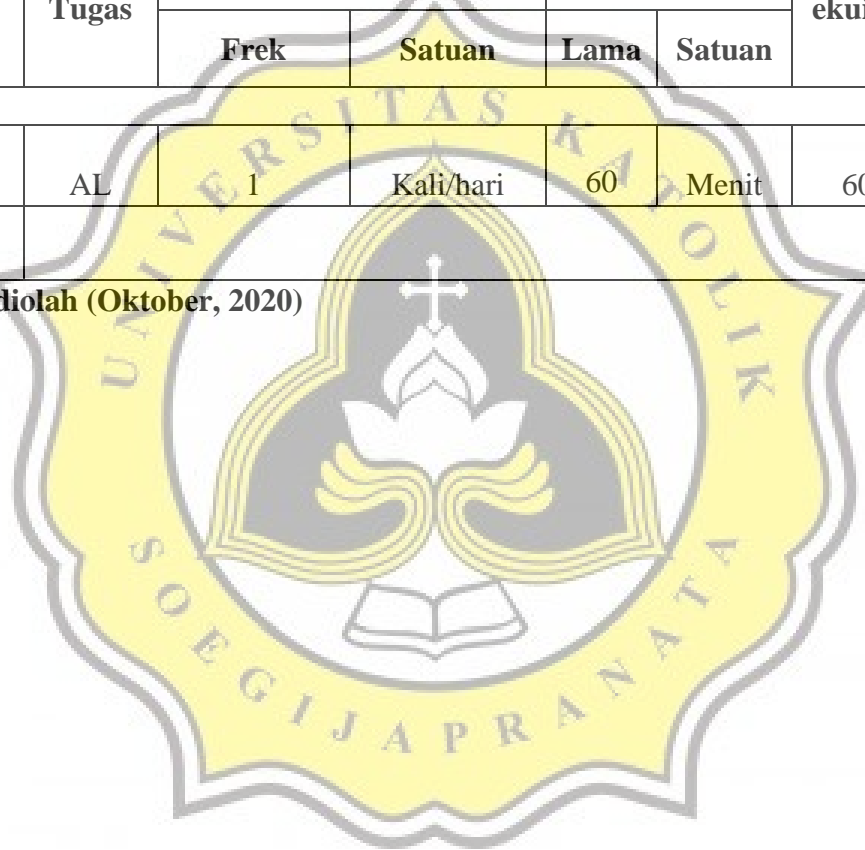 Tugas
Frek Satuan Lama Satuan
AL 1 Kali/hari 60 Menit
diolah (Oktober, 2020)
UNIVERSITAS KATOLIK
SOEGIJAPRANATA